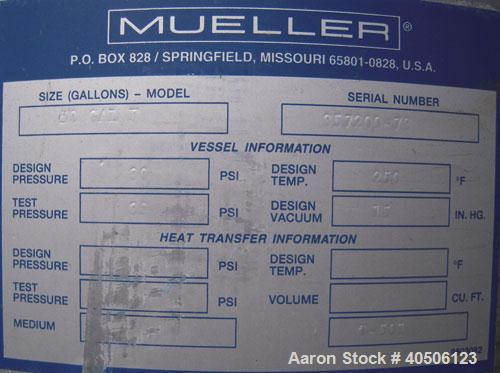 MUELLER ®
P.O. BOX 828 / SPRINGFIELD, MISSOURI 65801-0828, U.S.A.
SIZE (GALLONS) - MODEL SERIAL NUMBER
VESSEL INFORMATION
DESIGN PRESSURE PSI DESIGN TEMP. °F
TEST PRESSURE PSI DESIGN VACUUM IN. HG.
HEAT TRANSFER INFORMATION
DESIGN PRESSURE PSI DESIGN TEMP. °F
TEST PRESSURE PSI VOLUME CU. FT.
MEDIUM
Aaron Stock # 40506123